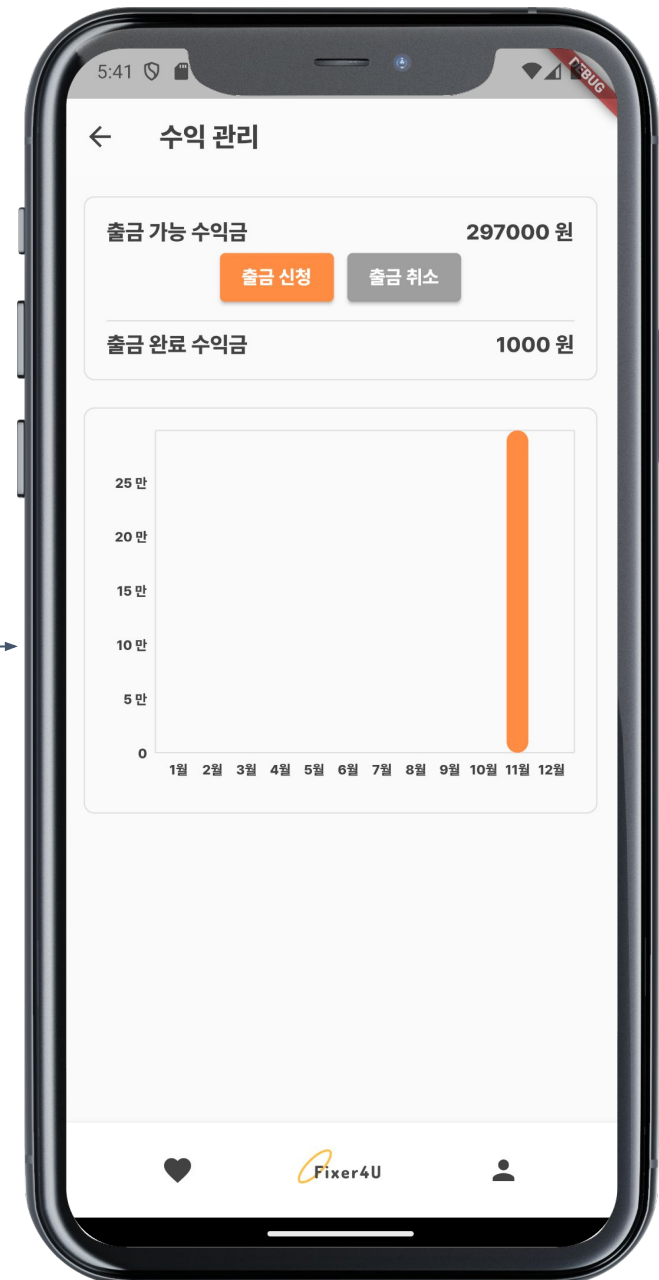 5:41
DEBUG
수익 관리
출금 가능 수익금 297000 원
출금 신청 출금 취소
출금 완료 수익금 1000 원
25 만
20 만
15 만
10 만
5 만
0
1월 2월 3월 4월 5월 6월 7월 8월 9월 10월 11월 12월
Fixer4U